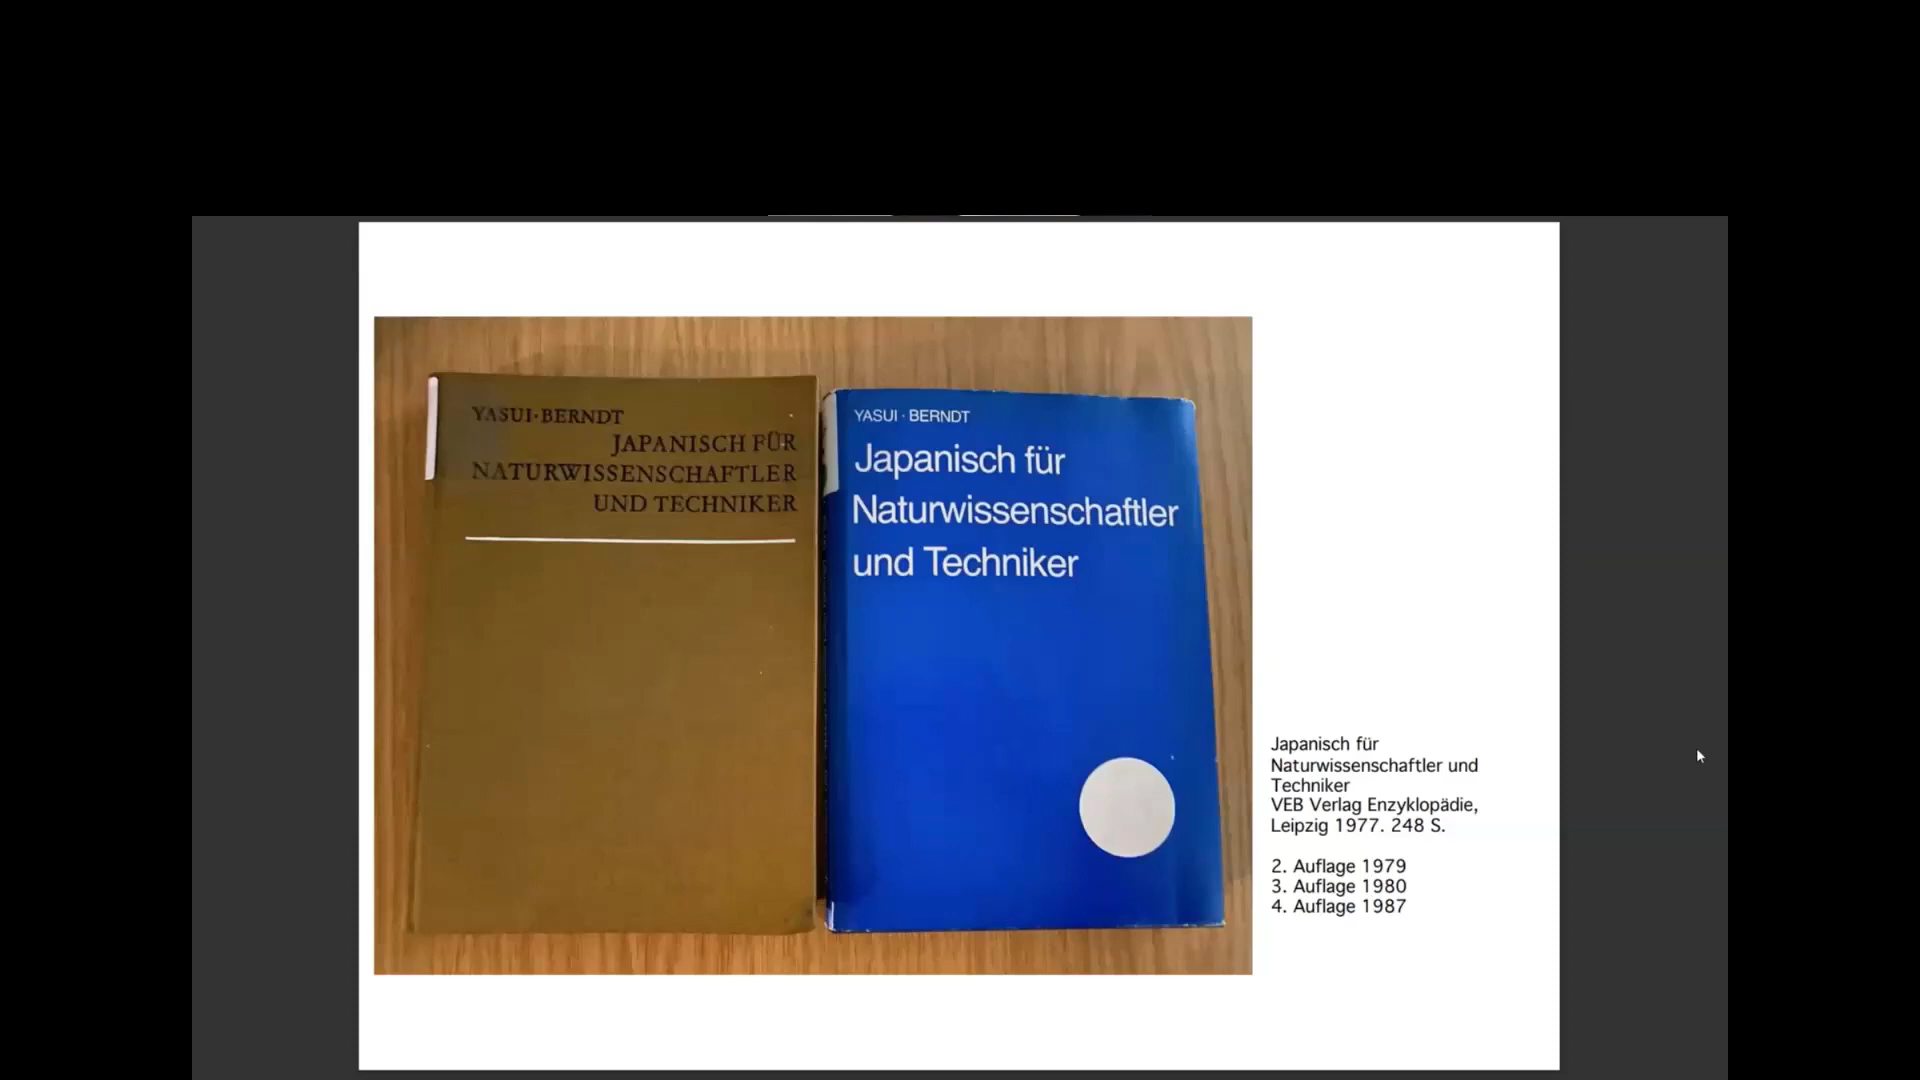 YASUI·BERNDT
JAPANISCH FÜR
NATURWISSENSCHAFTLER
UND TECHNIKER
YASUI · BERNDT
Japanisch für
Naturwissenschaftler
und Techniker
Japanisch für
Naturwissenschaftler und
Techniker
VEB Verlag Enzyklopädie,
Leipzig 1977. 248 S.
2. Auflage 1979
3. Auflage 1980
4. Auflage 1987